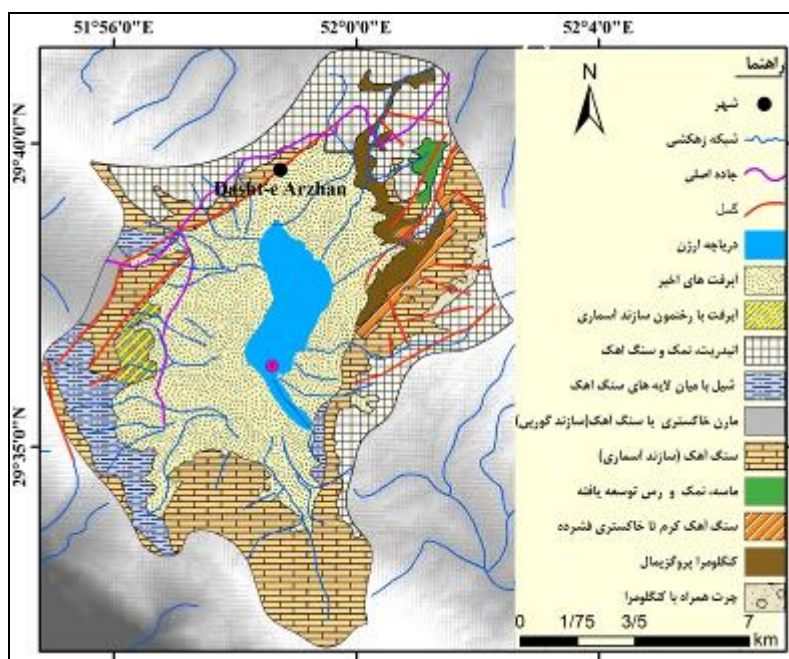 51°56'0"E
52°0'0"E
52°4'0"E
29°40'0"N
29°35'0"N
Dasht-e Arzhan
N
راهنما
شهر
شبکه زهکشی
جاده اصلی
گسل
دریاچه ارژن
آبرفت های اخیر
آبرفت با رخنمون سازند آسماری
انیدریت، نمک و سنگ آهک
شیل با میان لایه های سنگ آهک
مارن خاکستری با سنگ آهک(سازند گورپی)
سنگ آهک (سازند آسماری)
ماسه، نمک و رس توسعه یافته
سنگ آهک کرم تا خاکستری فشرده
کنگلومرا پروگزیمال
چرت همراه با کنگلومرا
0 1/75 3/5 7
km